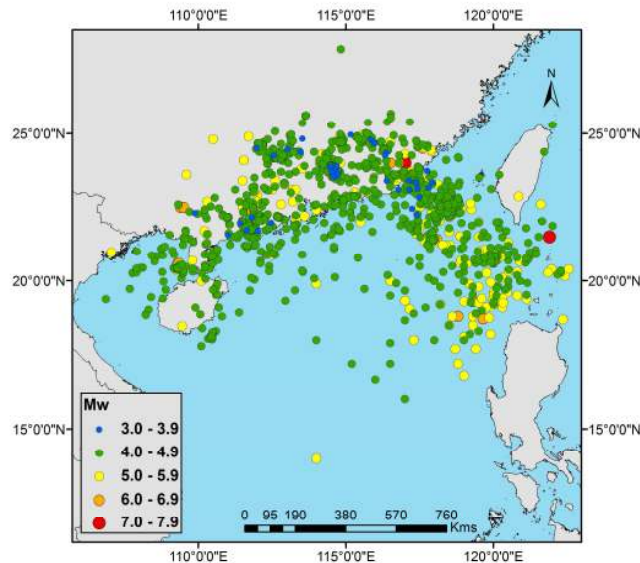 110°0'0"E 115°0'0"E 120°0'0"E
N
25°0'0"N 25°0'0"N
20°0'0"N 20°0'0"N
15°0'0"N 15°0'0"N
Mw
3.0 - 3.9
4.0 - 4.9
5.0 - 5.9
6.0 - 6.9
7.0 - 7.9
0 95 190 380 570 760
Kms
110°0'0"E 115°0'0"E 120°0'0"E